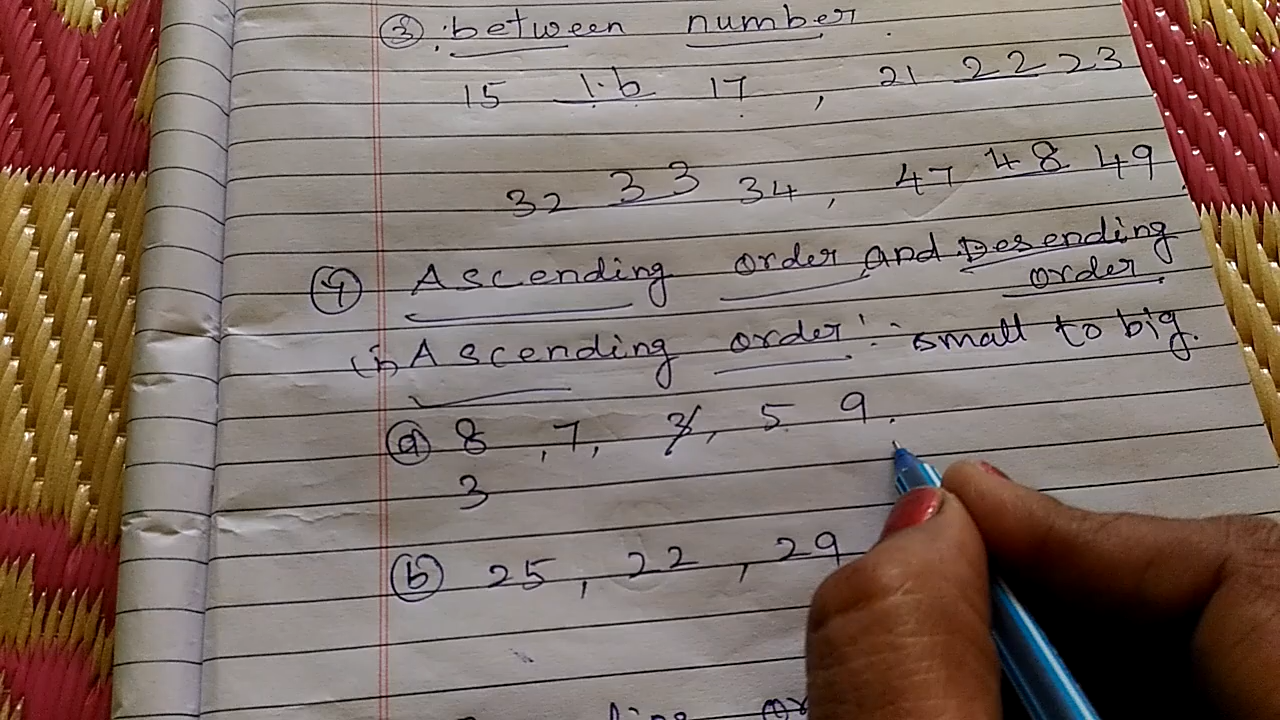 ③ between number.
15 16 17 , 21 22 23
32 33 34 , 47 48 49
④ Ascending order and Desending
order
(i) Ascending order :- small to big.
ⓐ 8 , 7, 3, 5 9 .
3
ⓑ 25 , 22 , 29